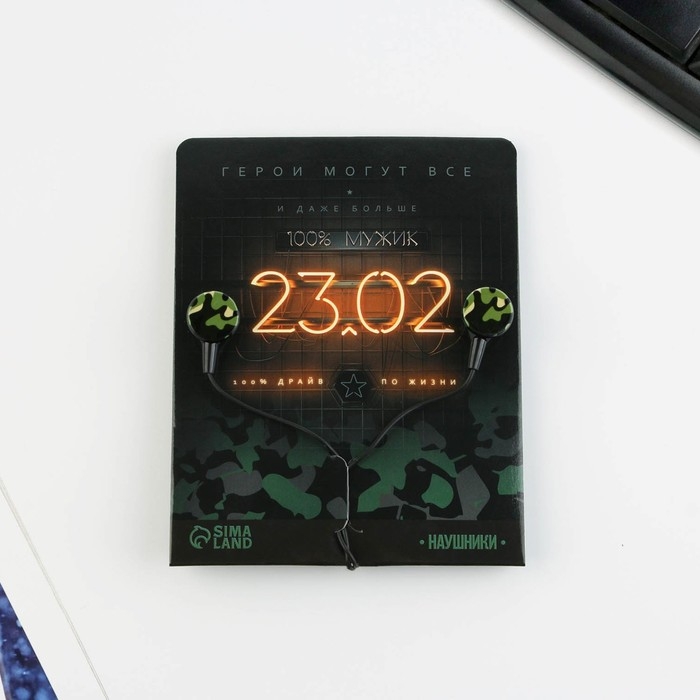 ГЕРОИ МОГУТ ВСЕ
И ДАЖЕ БОЛЬШЕ
100% МУЖИК
23.02
100% ДРАЙВ ПО ЖИЗНИ
SIMA LAND
• НАУШНИКИ •